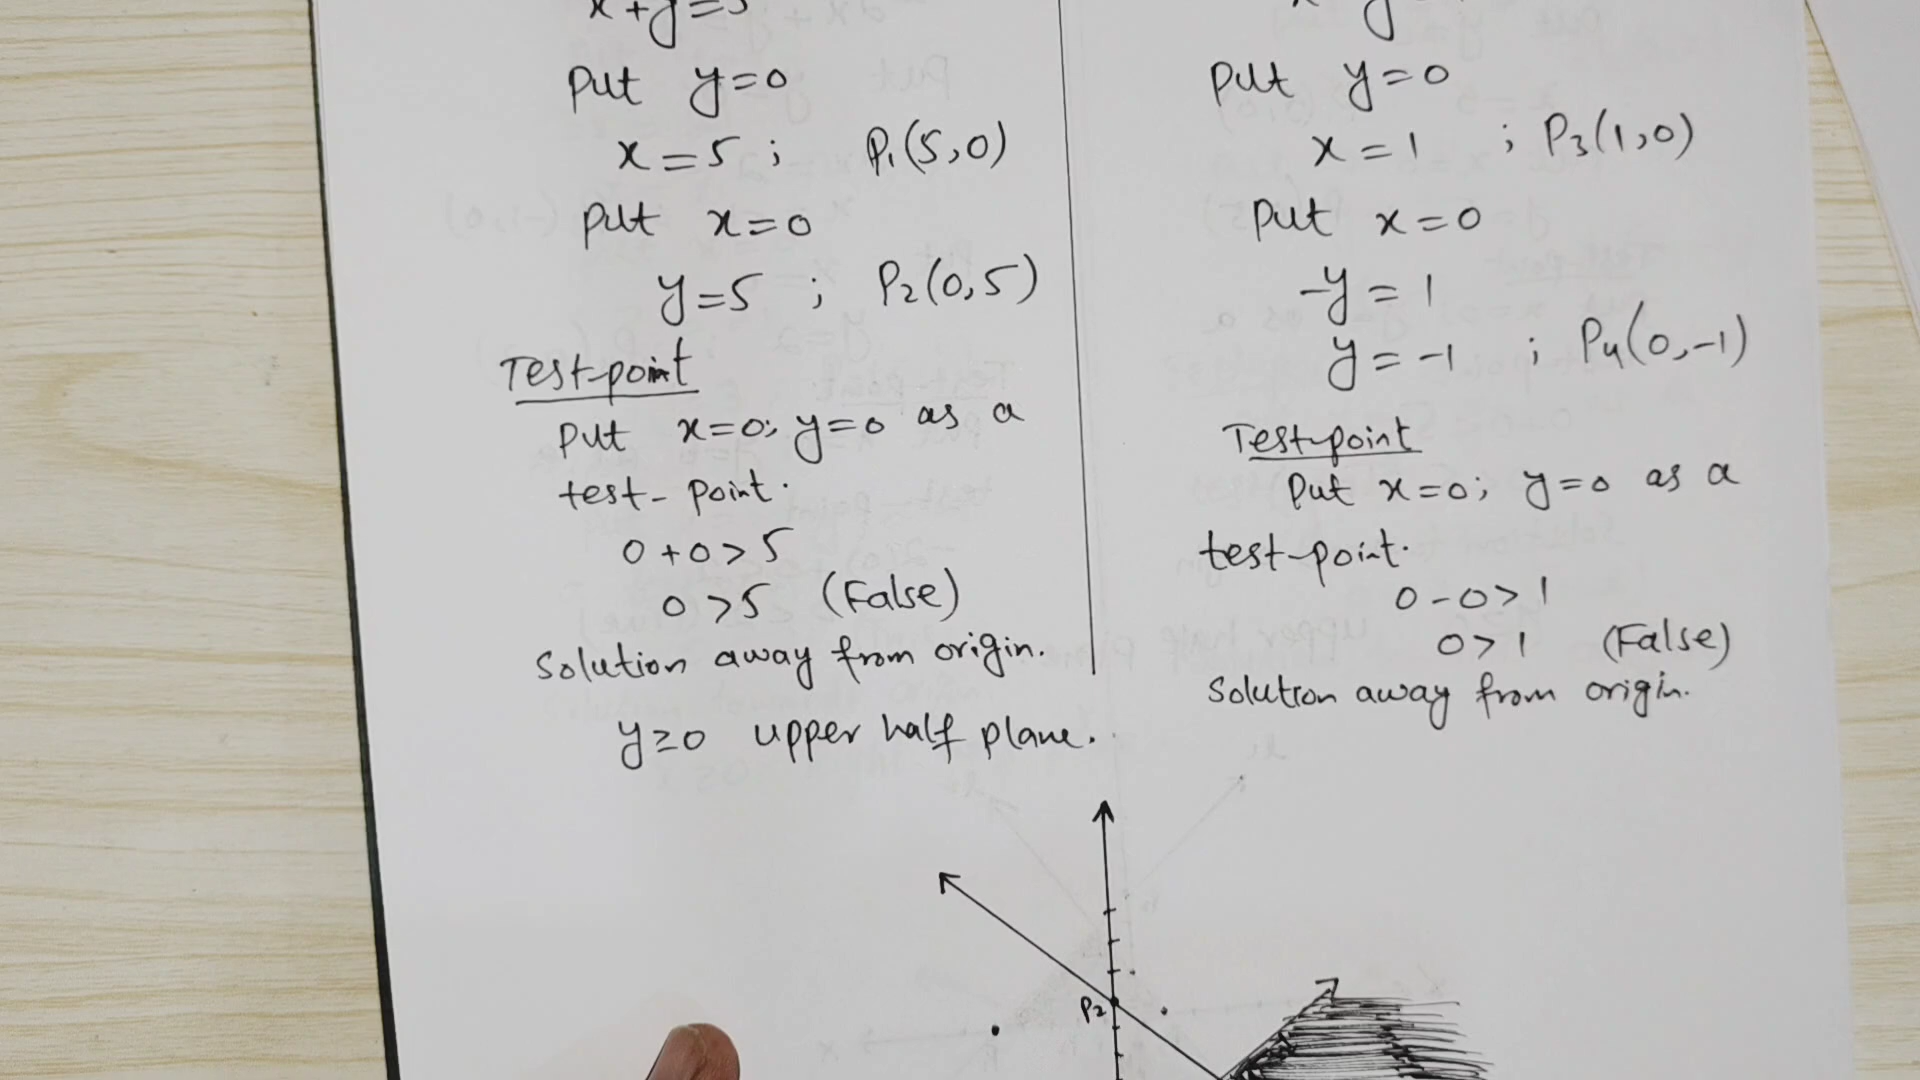 x+y=5
Put y=0
x=5 ; P1(5,0)
Put x=0
y=5 ; P2(0,5)
Test-point
Put x=0; y=0 as a
test-point.
0+0>5
0>5 (False)
Solution away from origin.
y≥0 upper half plane.
Put y=0
x=1 ; P3(1,0)
Put x=0
-y=1
y=-1 ; P4(0,-1)
Test-point
Put x=0; y=0 as a
test-point.
0-0>1
0>1 (False)
Solution away from origin.
P2